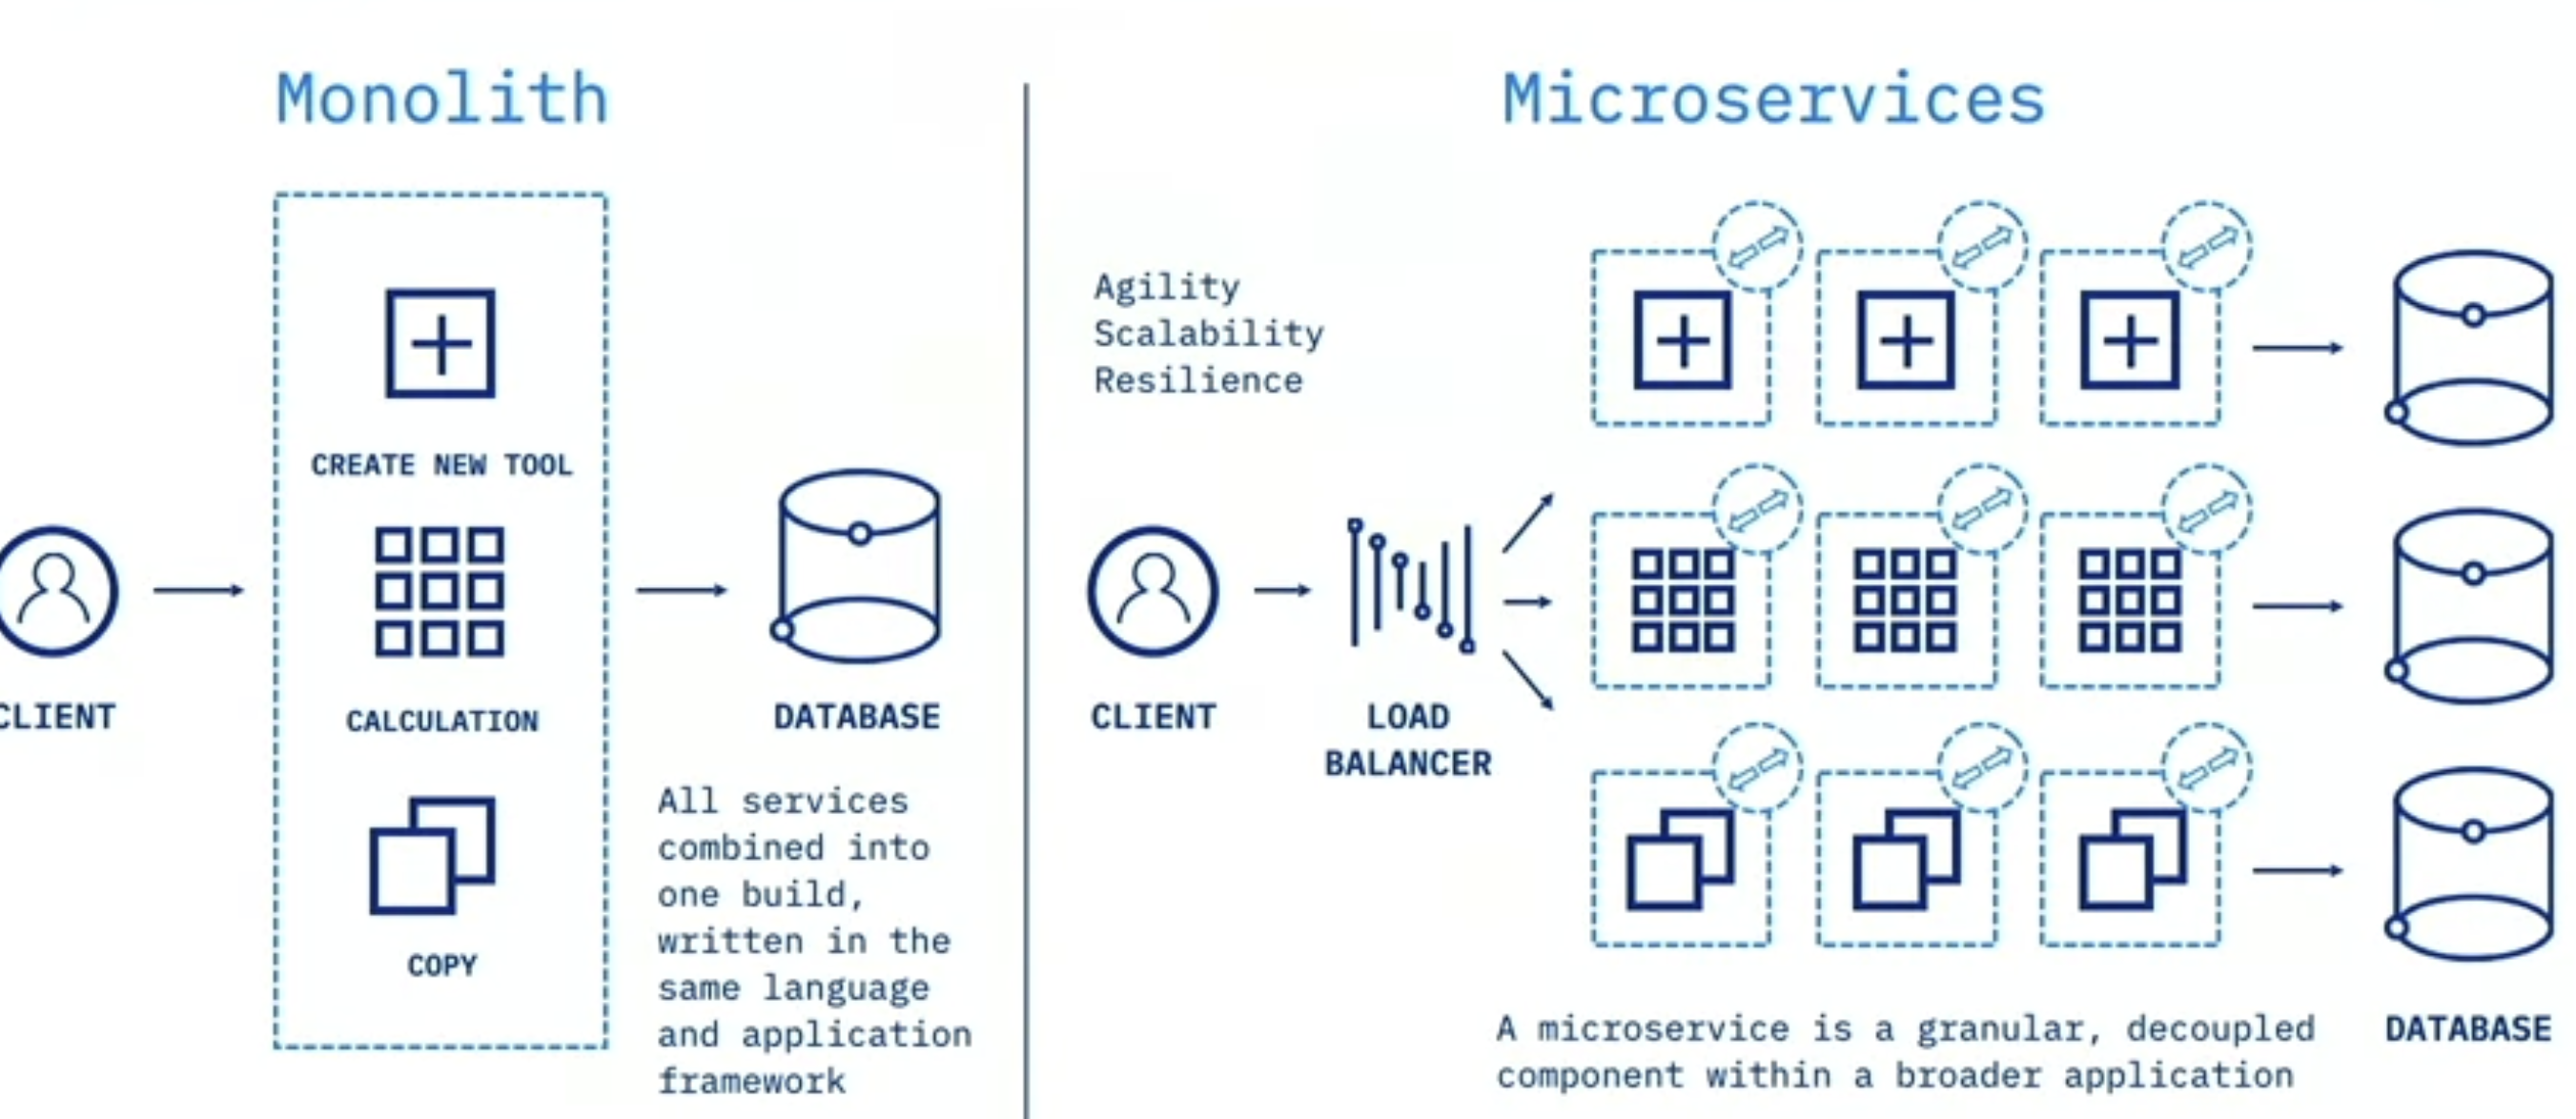 Monolith
CREATE NEW TOOL
CLIENT
CALCULATION
COPY
DATABASE
All services
combined into
one build,
written in the
same language
and application
framework
Microservices
Agility
Scalability
Resilience
CLIENT
LOAD
BALANCER
A microservice is a granular, decoupled
component within a broader application
DATABASE